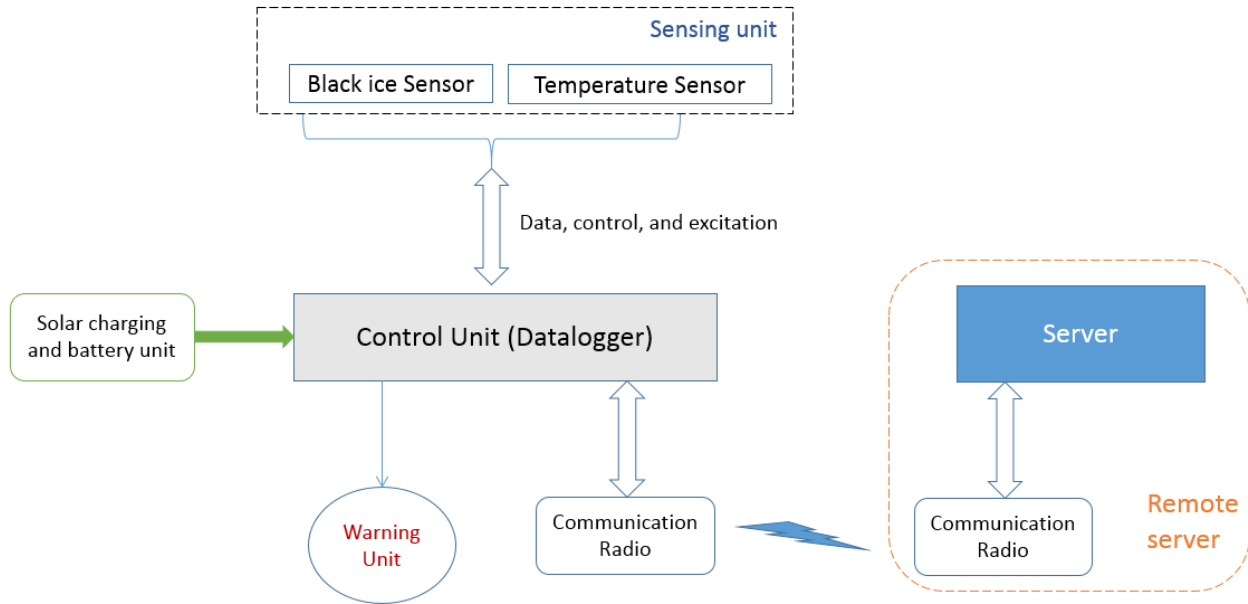 Sensing unit
Black ice Sensor
Temperature Sensor
Data, control, and excitation
Solar charging
and battery unit
Control Unit (Datalogger)
Server
Warning
Unit
Communication
Radio
Communication
Radio
Remote
server